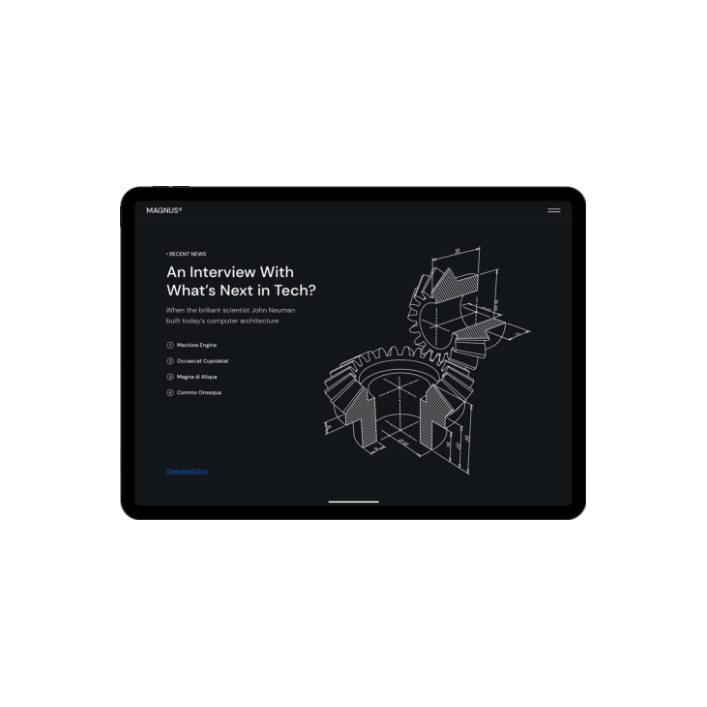 MAGNUS®
• RECENT NEWS
An Interview With
What's Next in Tech?
When the briliant scientist John Neuman
built today's computer architecture
1 Machine Engine
2 Occaecat Cupidatat
3 Magna di Aliqua
4 Commo Onsequa
Download Doc